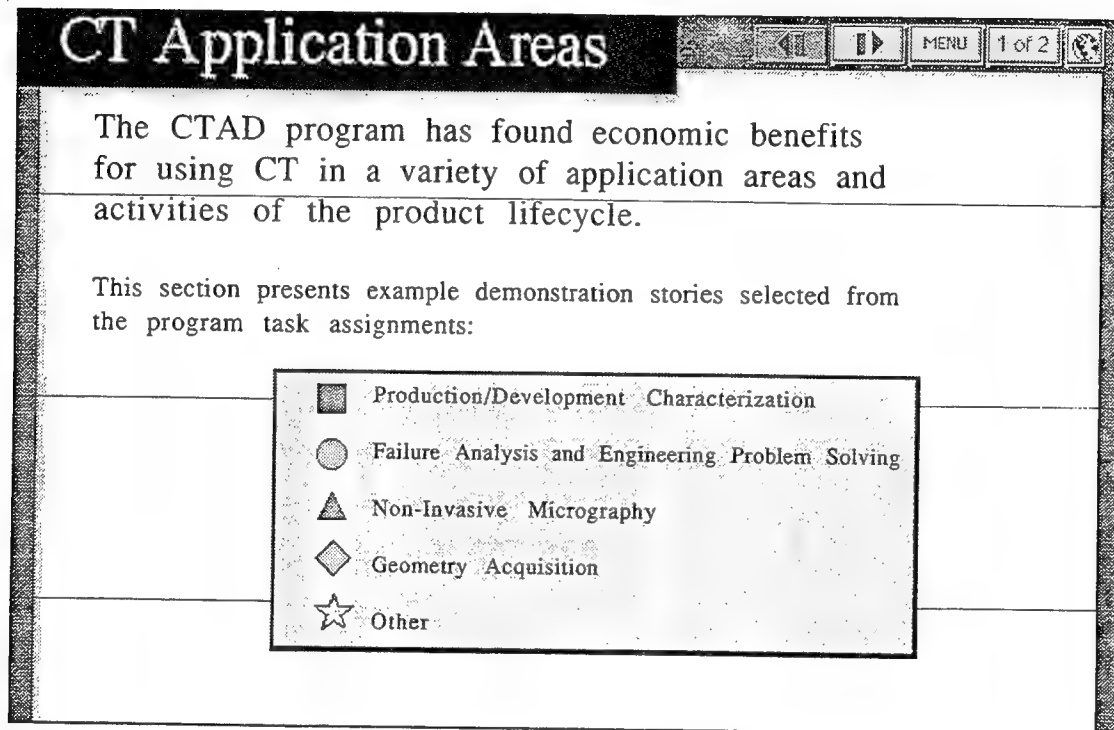 CT Application Areas
MENU
1 of 2
The CTAD program has found economic benefits
for using CT in a variety of application areas and
activities of the product lifecycle.
This section presents example demonstration stories selected from
the program task assignments:
Production/Development Characterization
Failure Analysis and Engineering Problem Solving
Non-Invasive Micrography
Geometry Acquisition
Other